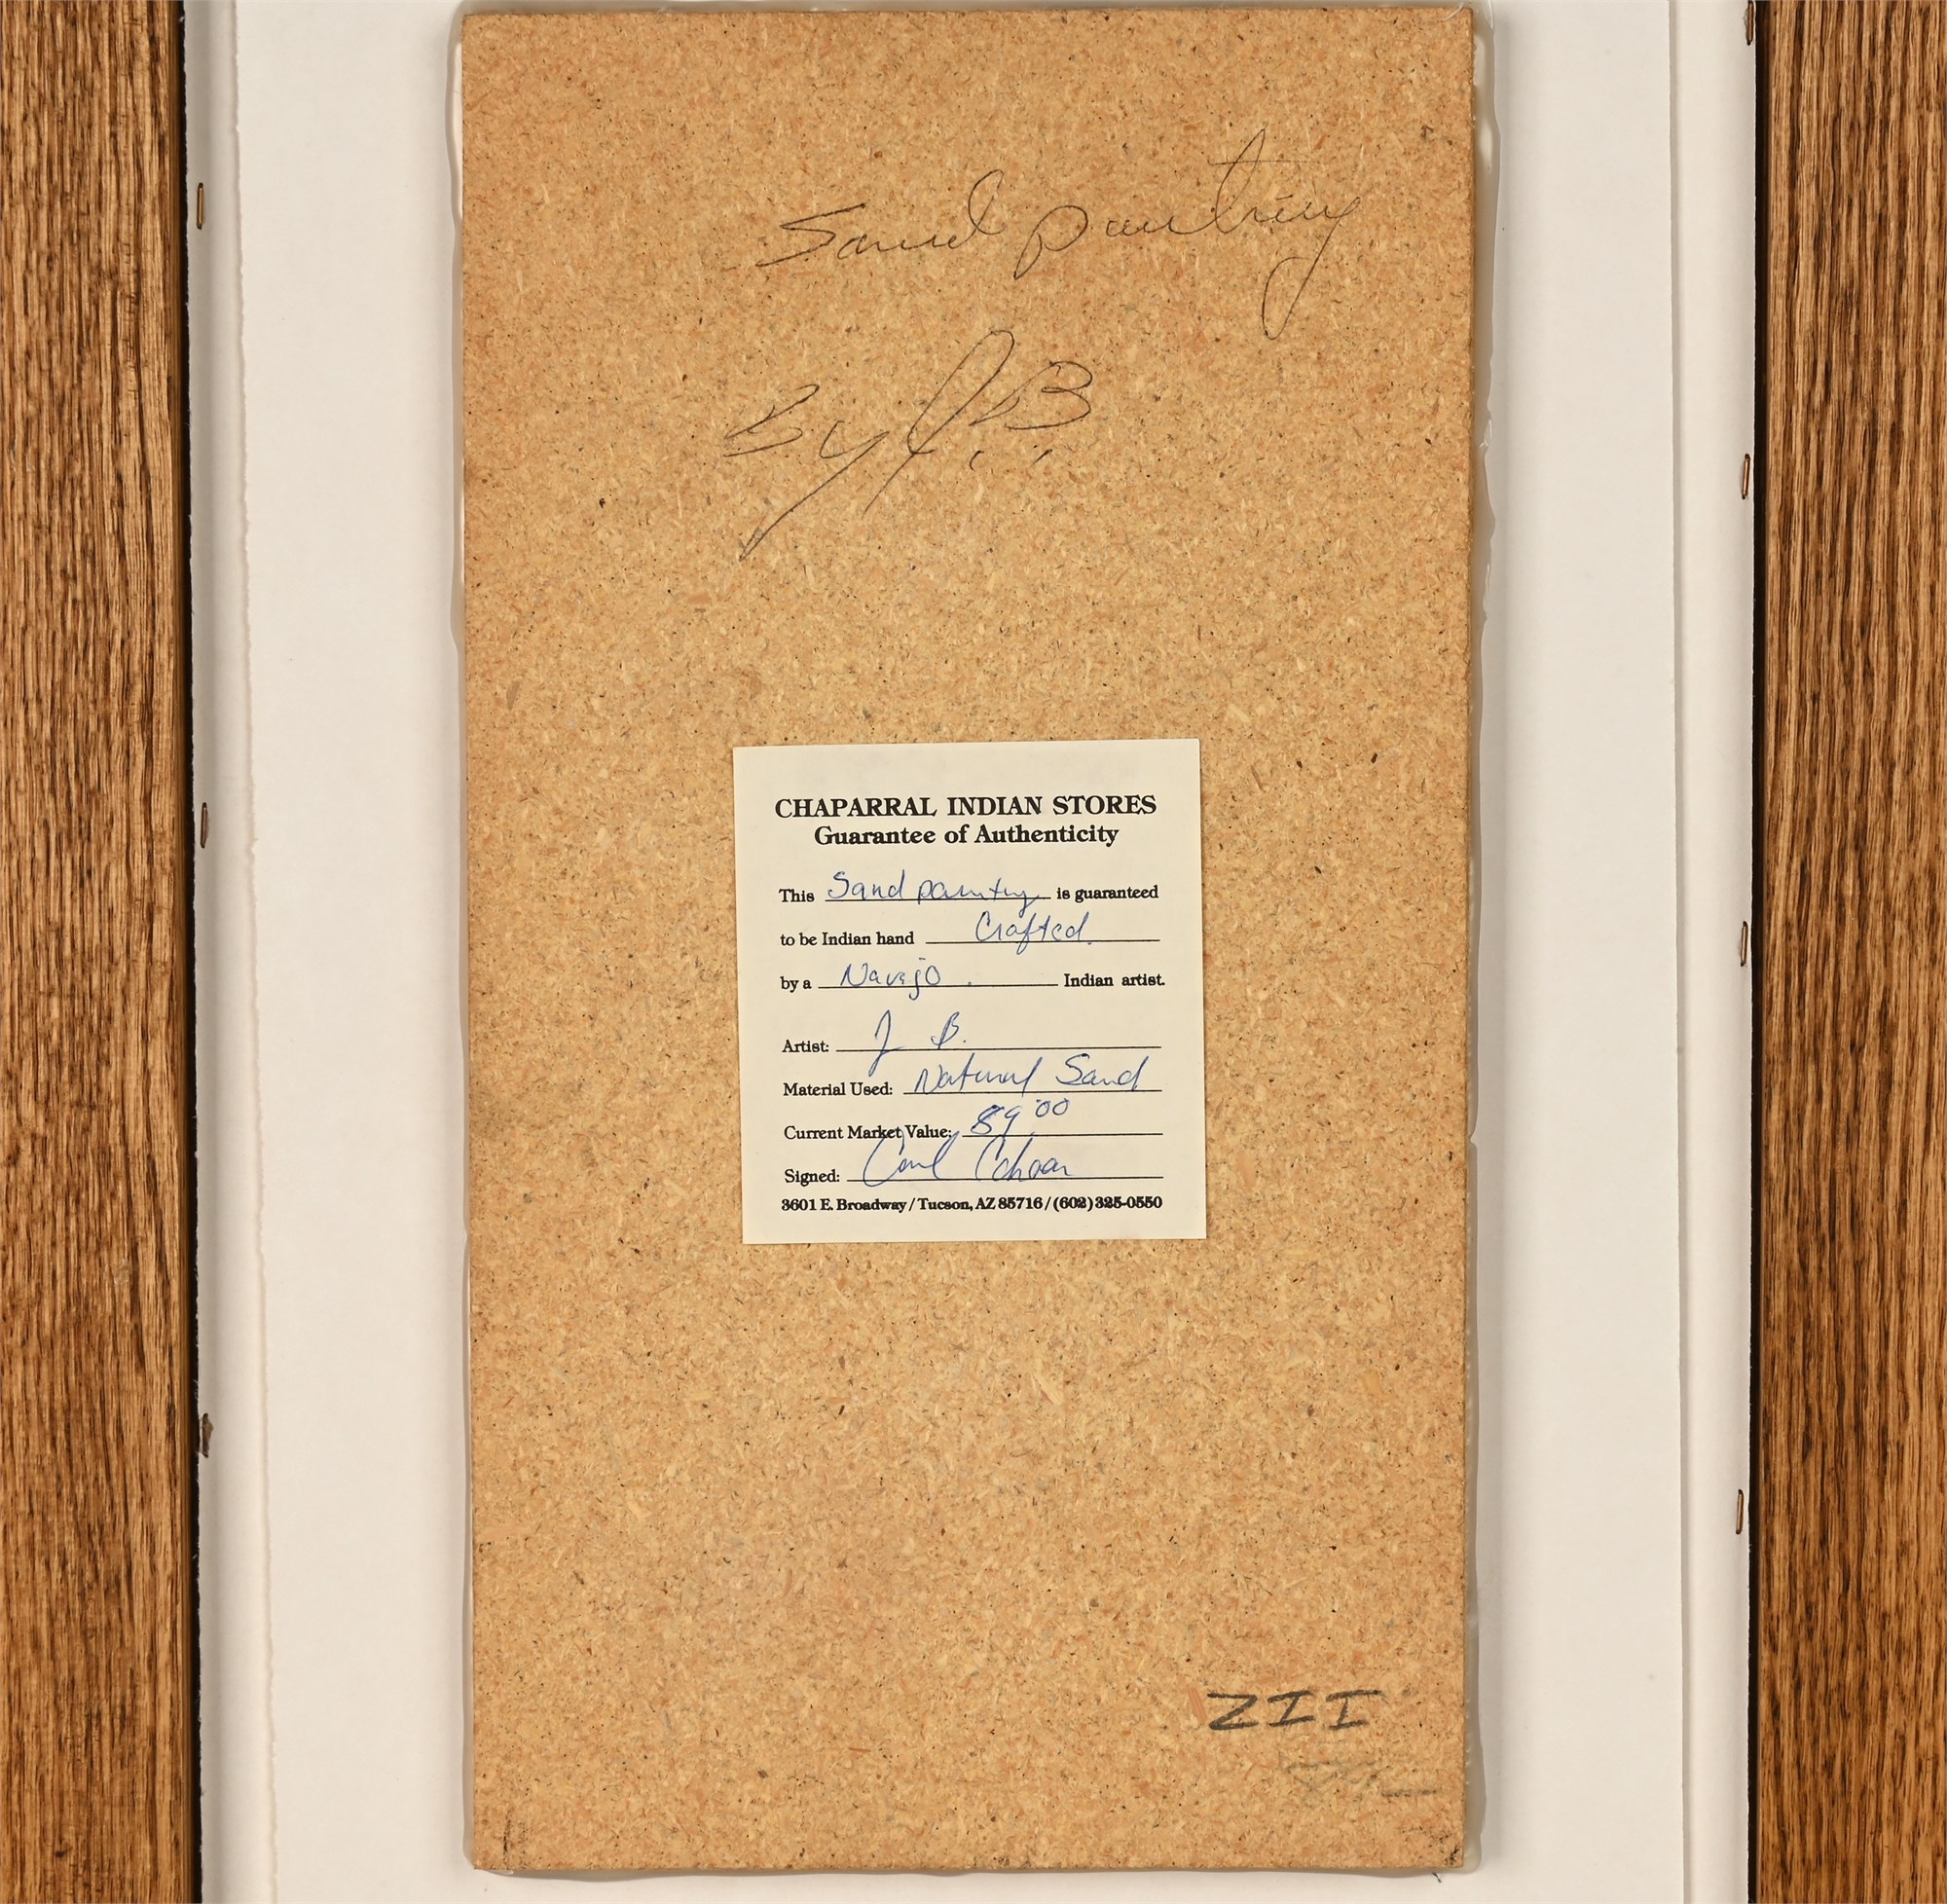 Sand painting
By J.B.
CHAPARRAL INDIAN STORES
Guarantee of Authenticity
This Sand painting is guaranteed
to be Indian hand Crafted.
by a Navajo Indian artist.
Artist: J B.
Material Used: Natural Sand
Current Market Value: 89.00
Signed:
3601 E. Broadway / Tucson, AZ 85716 / (602) 325-0550
ZII